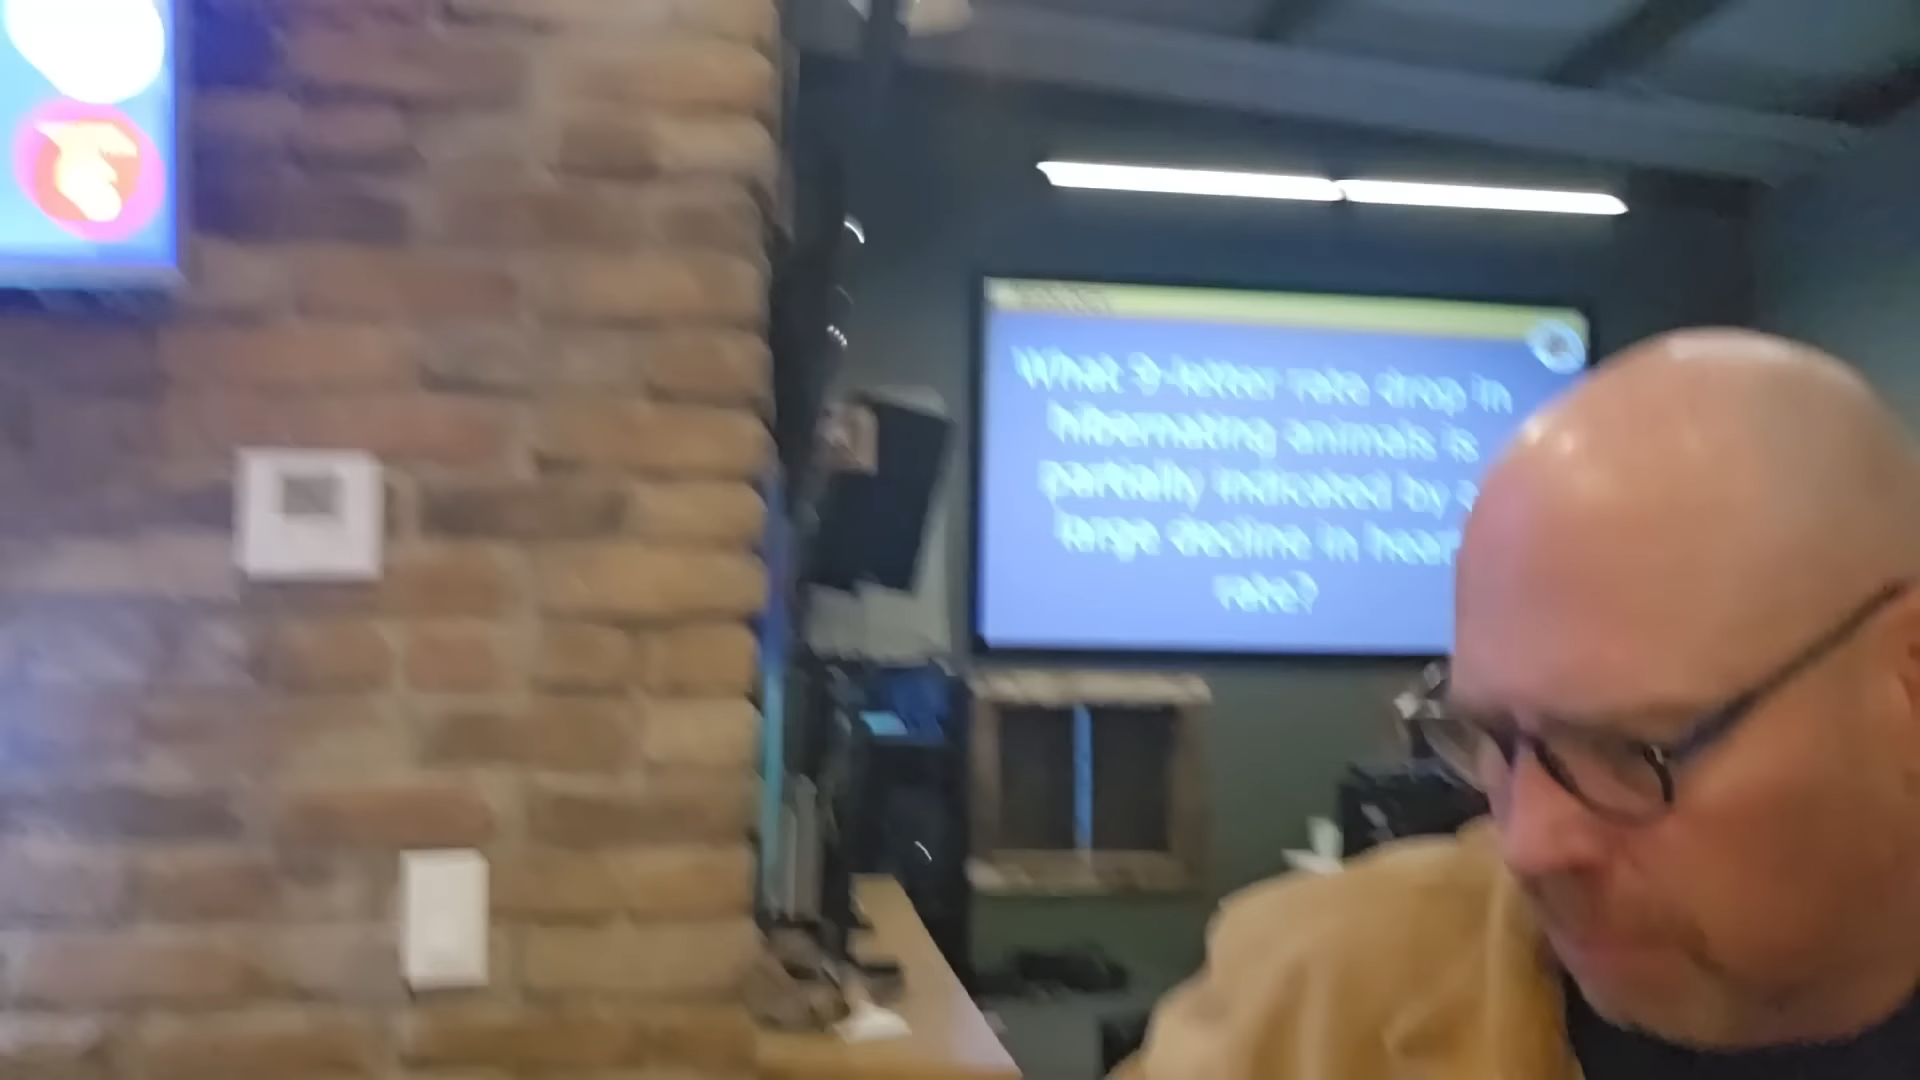 What 9-letter rate drop in
hibernating animals is
partially indicated by a
large decline in heart
rate?